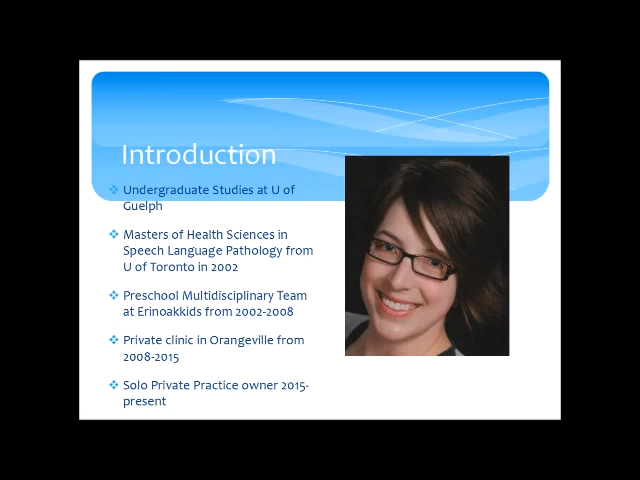 Introduction
Undergraduate Studies at U of
Guelph
Masters of Health Sciences in
Speech Language Pathology from
U of Toronto in 2002
Preschool Multidisciplinary Team
at Erinoakkids from 2002-2008
Private clinic in Orangeville from
2008-2015
Solo Private Practice owner 2015-
present